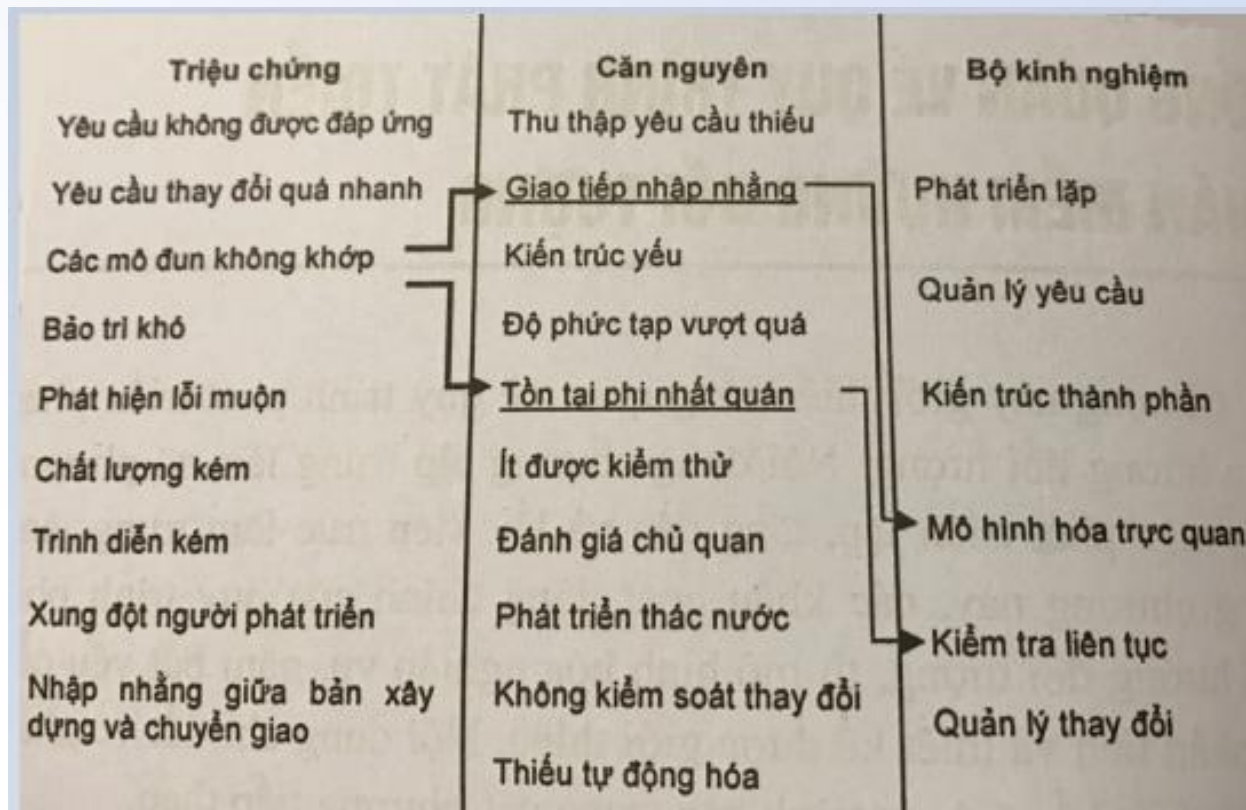 Triệu chứng
Yêu cầu không được đáp ứng
Yêu cầu thay đổi quá nhanh
Các mô đun không khớp
Bảo trì khó
Phát hiện lỗi muộn
Chất lượng kém
Trình diễn kém
Xung đột người phát triển
Nhập nhằng giữa bản xây
dựng và chuyển giao
Căn nguyên
Thu thập yêu cầu thiếu
Giao tiếp nhập nhằng
Kiến trúc yếu
Độ phức tạp vượt quá
Tồn tại phi nhất quán
Ít được kiểm thử
Đánh giá chủ quan
Phát triển thác nước
Không kiểm soát thay đổi
Thiếu tự động hóa
Bộ kinh nghiệm
Phát triển lặp
Quản lý yêu cầu
Kiến trúc thành phần
Mô hình hóa trực quan
Kiểm tra liên tục
Quản lý thay đổi